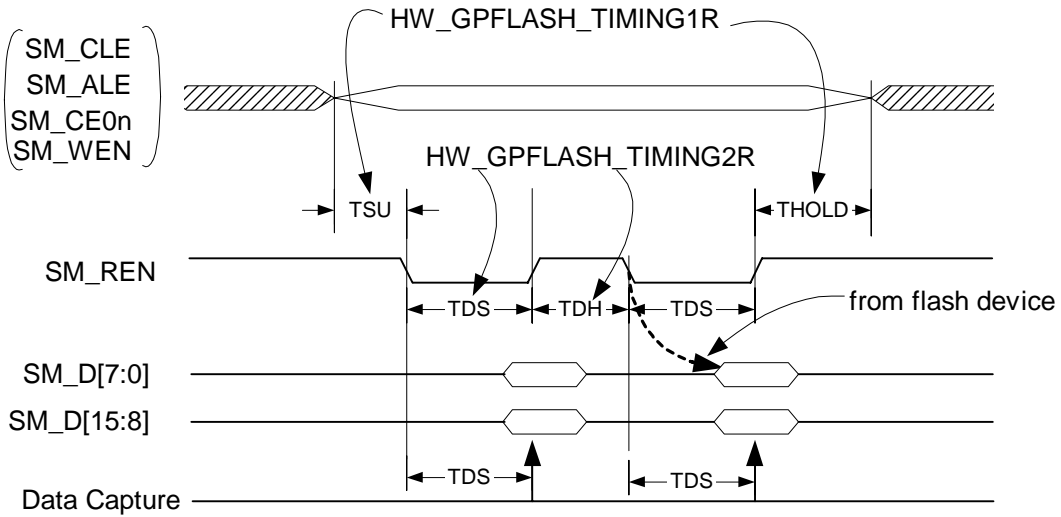 HW_GPFLASH_TIMING1R
SM_CLE
SM_ALE
SM_CE0n
SM_WEN
HW_GPFLASH_TIMING2R
TSU
THOLD
SM_REN
TDS
TDH
TDS
from flash device
SM_D[7:0]
SM_D[15:8]
TDS
TDS
Data Capture